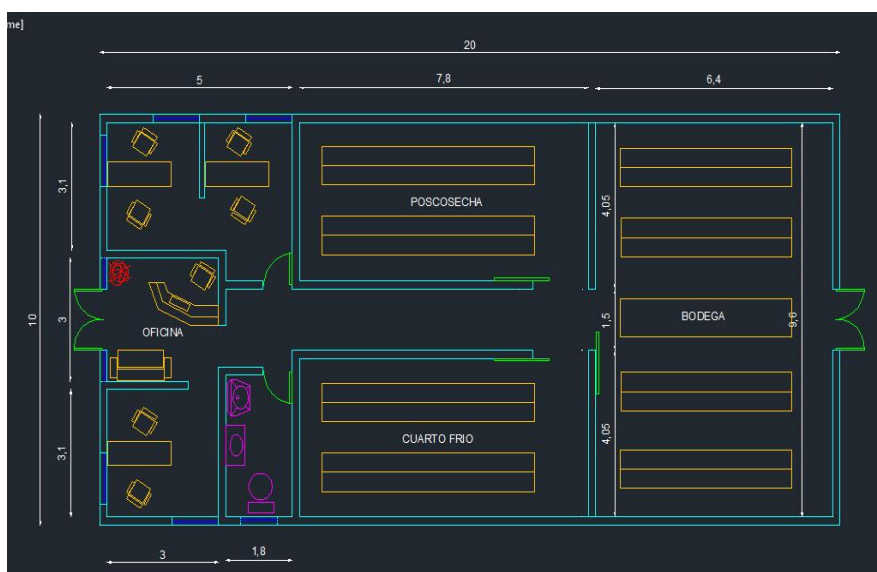 me]
20
5
7,8
6,4
3,1
POSCOSECHA
4,05
10
3
OFICINA
1,5
BODEGA
9,6
3,1
CUARTO FRIO
4,05
3
1,8